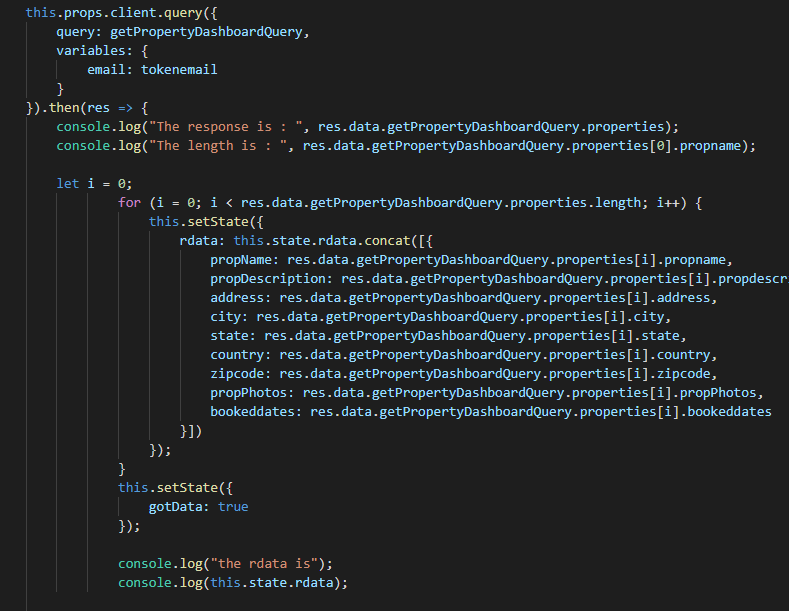 this.props.client.query({
query: getPropertyDashboardQuery,
variables: {
email: tokenemail
}
}).then(res => {
console.log("The response is : ", res.data.getPropertyDashboardQuery.properties);
console.log("The length is : ", res.data.getPropertyDashboardQuery.properties[0].propname);
let i = 0;
for (i = 0; i < res.data.getPropertyDashboardQuery.properties.length; i++) {
this.setState({
rdata: this.state.rdata.concat([{
propName: res.data.getPropertyDashboardQuery.properties[i].propname,
propDescription: res.data.getPropertyDashboardQuery.properties[i].propdescr
address: res.data.getPropertyDashboardQuery.properties[i].address,
city: res.data.getPropertyDashboardQuery.properties[i].city,
state: res.data.getPropertyDashboardQuery.properties[i].state,
country: res.data.getPropertyDashboardQuery.properties[i].country,
zipcode: res.data.getPropertyDashboardQuery.properties[i].zipcode,
propPhotos: res.data.getPropertyDashboardQuery.properties[i].propPhotos,
bookeddates: res.data.getPropertyDashboardQuery.properties[i].bookeddates
}])
});
}
this.setState({
gotData: true
});
console.log("the rdata is");
console.log(this.state.rdata);